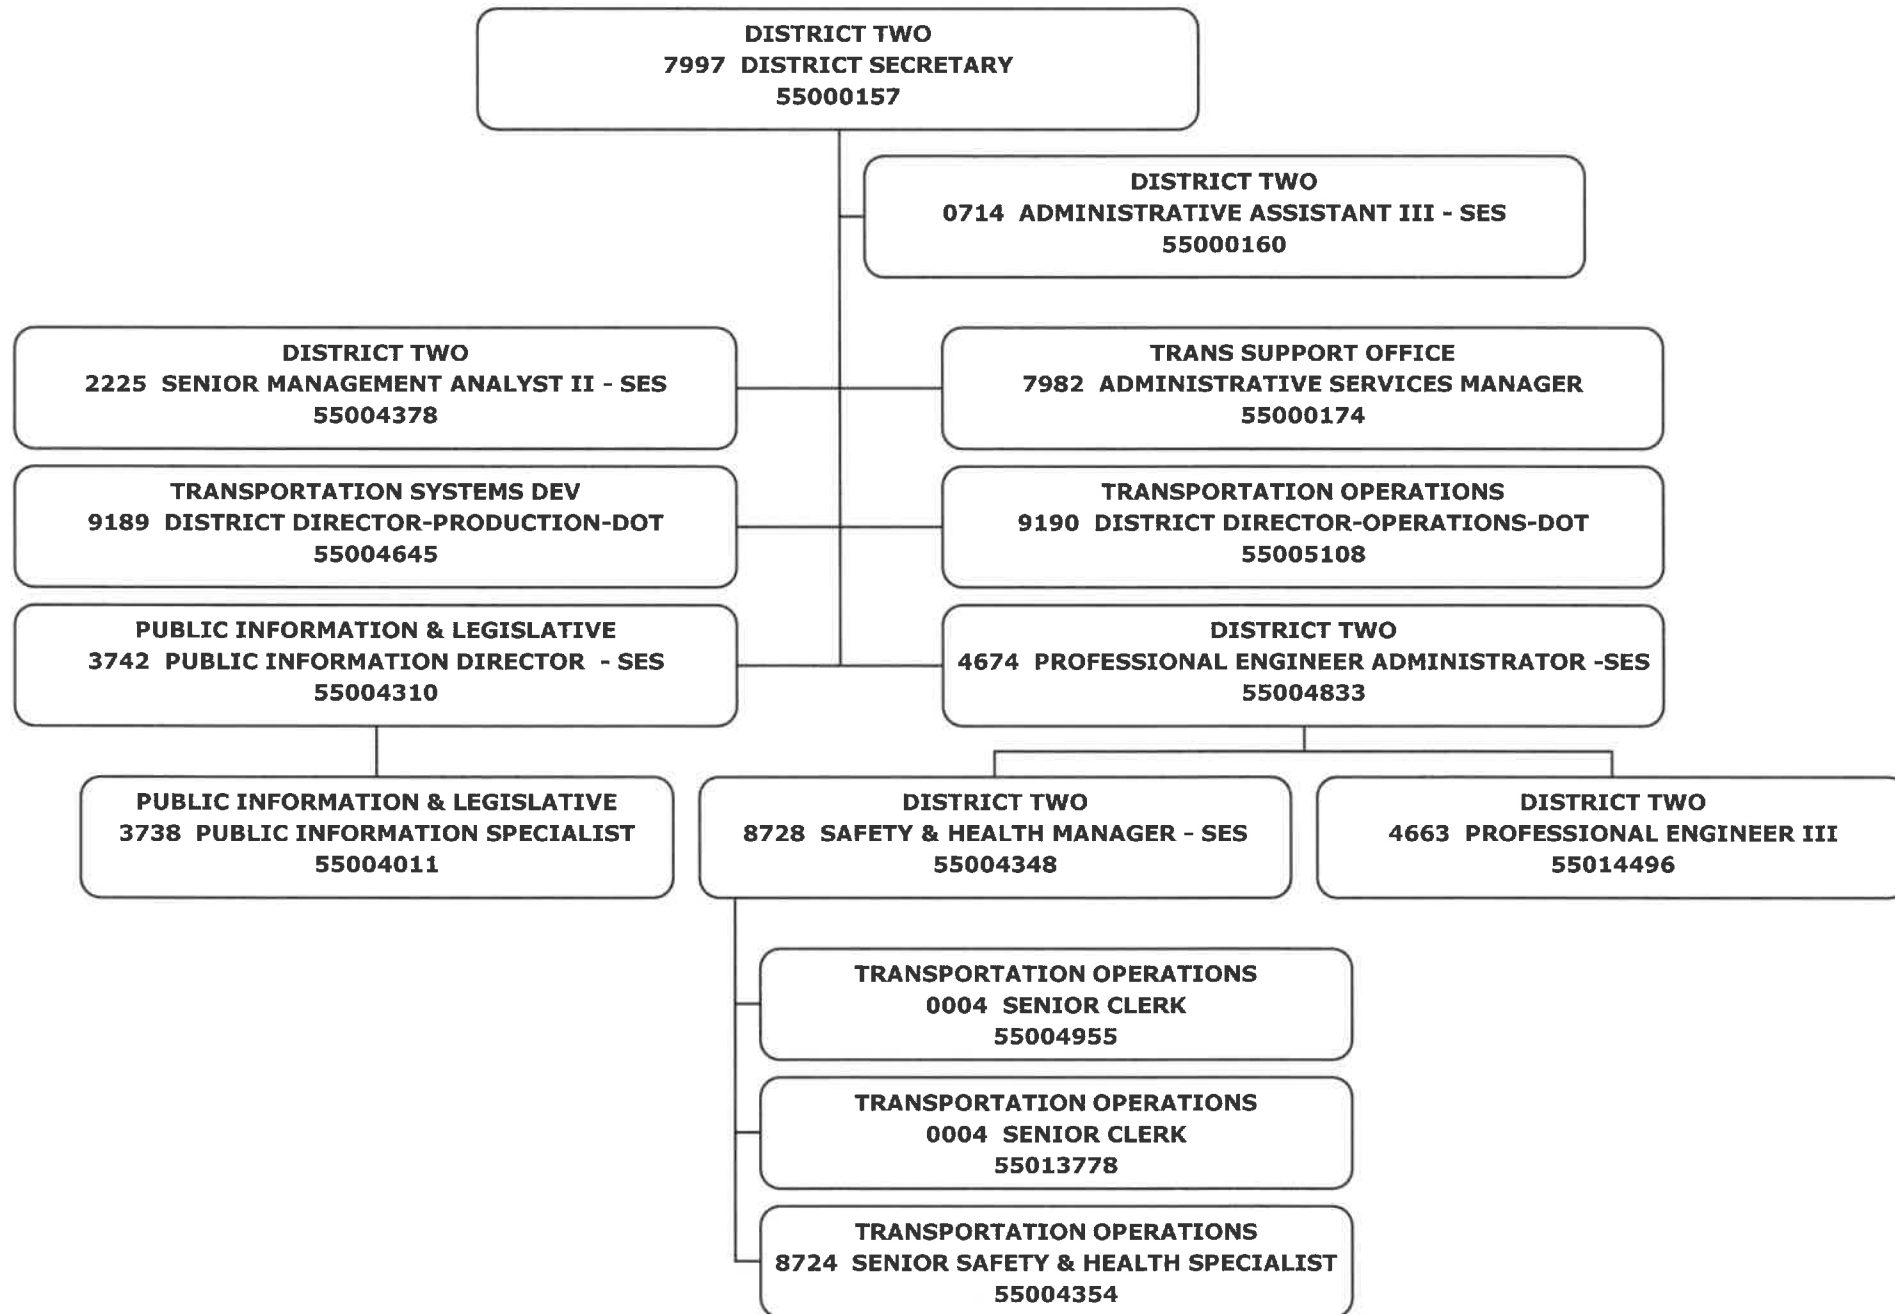 DISTRICT TWO
7997 DISTRICT SECRETARY
55000157
DISTRICT TWO
0714 ADMINISTRATIVE ASSISTANT III - SES
55000160
DISTRICT TWO
2225 SENIOR MANAGEMENT ANALYST II - SES
55004378
TRANS SUPPORT OFFICE
7982 ADMINISTRATIVE SERVICES MANAGER
55000174
TRANSPORTATION SYSTEMS DEV
9189 DISTRICT DIRECTOR-PRODUCTION-DOT
55004645
TRANSPORTATION OPERATIONS
9190 DISTRICT DIRECTOR-OPERATIONS-DOT
55005108
PUBLIC INFORMATION & LEGISLATIVE
3742 PUBLIC INFORMATION DIRECTOR - SES
55004310
DISTRICT TWO
4674 PROFESSIONAL ENGINEER ADMINISTRATOR -SES
55004833
PUBLIC INFORMATION & LEGISLATIVE
3738 PUBLIC INFORMATION SPECIALIST
55004011
DISTRICT TWO
8728 SAFETY & HEALTH MANAGER - SES
55004348
DISTRICT TWO
4663 PROFESSIONAL ENGINEER III
55014496
TRANSPORTATION OPERATIONS
0004 SENIOR CLERK
55004955
TRANSPORTATION OPERATIONS
0004 SENIOR CLERK
55013778
TRANSPORTATION OPERATIONS
8724 SENIOR SAFETY & HEALTH SPECIALIST
55004354